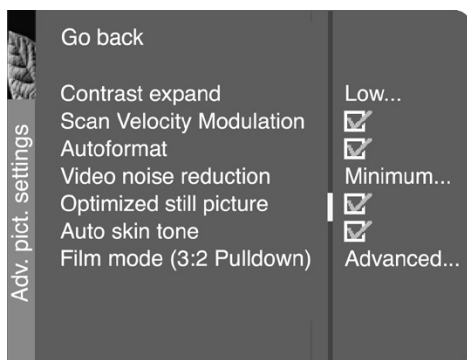 Go back
Contrast expand Low...
Scan Velocity Modulation
Autoformat
Video noise reduction Minimum...
Optimized still picture
Auto skin tone
Film mode (3:2 Pulldown) Advanced...
Adv. pict. settings